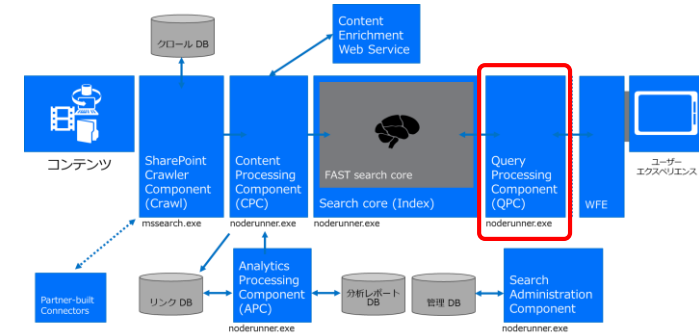 クロール DB
Content
Enrichment
Web Service
コンテンツ
SharePoint
Crawler
Component
(Crawl)
mssearch.exe
Content
Processing
Component
(CPC)
noderunner.exe
FAST search core
Search core (Index)
noderunner.exe
Query
Processing
Component
(QPC)
noderunner.exe
WFE
ユーザー
エクスペリエンス
Partner-built
Connectors
リンク DB
Analytics
Processing
Component
(APC)
noderunner.exe
分析レポート
DB
管理 DB
Search
Administration
Component
noderunner.exe